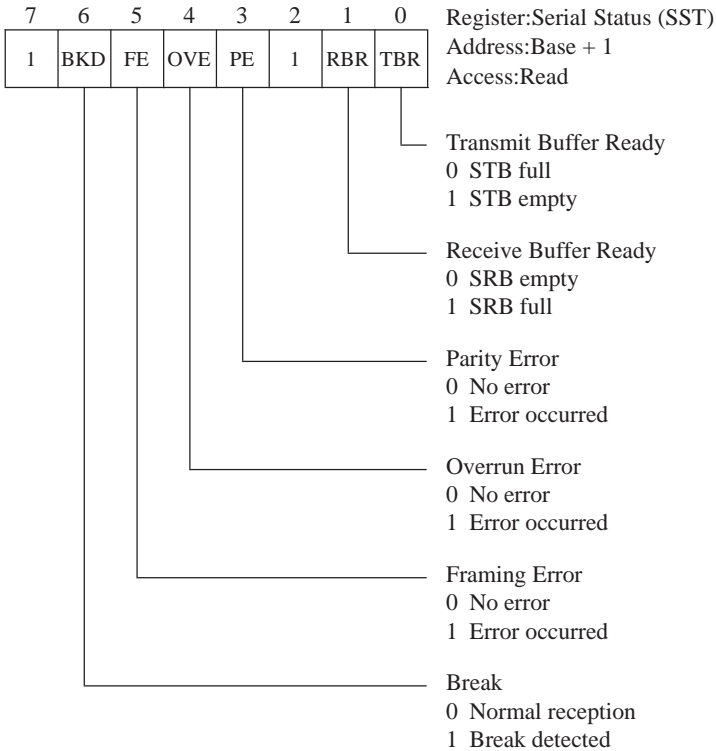 7 6 5 4 3 2 1 0
1 BKD FE OVE PE 1 RBR TBR
Register:Serial Status (SST)
Address:Base + 1
Access:Read
Transmit Buffer Ready
0 STB full
1 STB empty
Receive Buffer Ready
0 SRB empty
1 SRB full
Parity Error
0 No error
1 Error occurred
Overrun Error
0 No error
1 Error occurred
Framing Error
0 No error
1 Error occurred
Break
0 Normal reception
1 Break detected